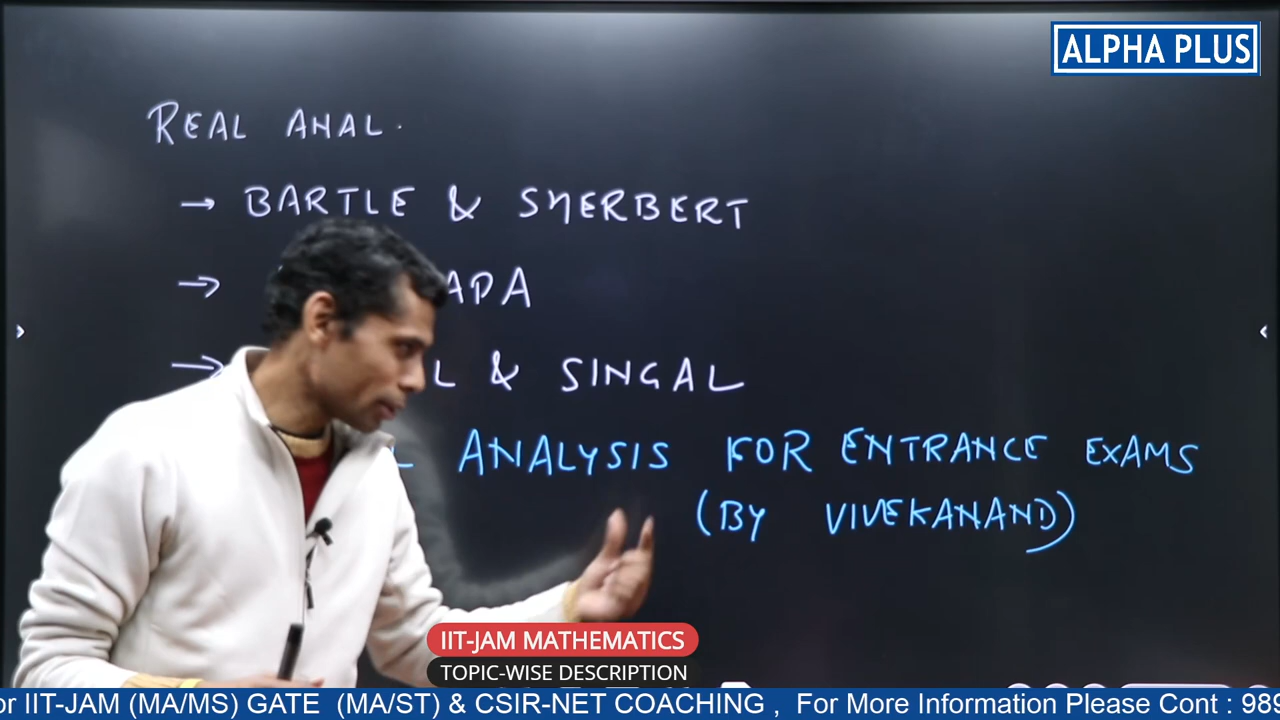 ALPHA PLUS
REAL ANAL.
→ BARTLE & SHERBERT
→ APA
→ L & SINGAL
L ANALYSIS FOR ENTRANCE EXAMS
(BY VIVEKANAND)
IIT-JAM MATHEMATICS
TOPIC-WISE DESCRIPTION
or IIT-JAM (MA/MS) GATE (MA/ST) & CSIR-NET COACHING , For More Information Please Cont : 989